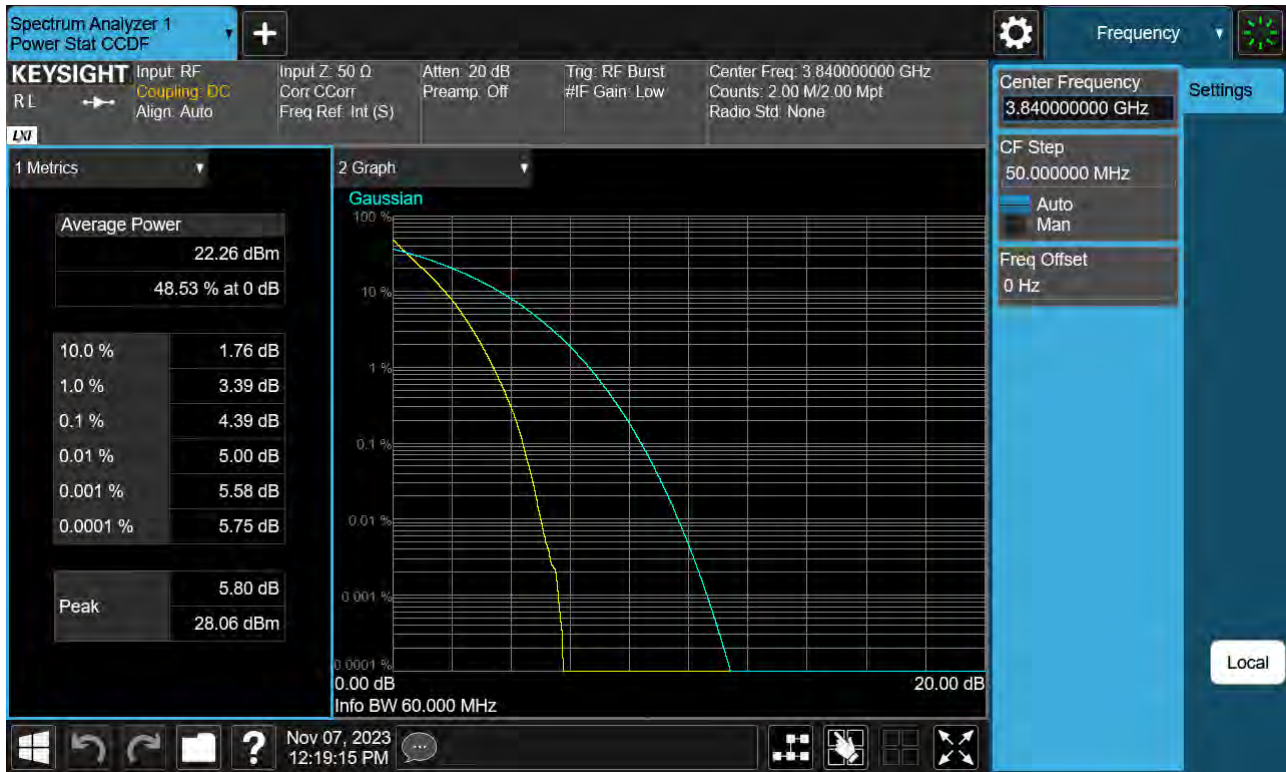 Spectrum Analyzer 1
Power Stat CCDF
Frequency
KEYSIGHT
RL
LXI
Input: RF
Coupling: DC
Align: Auto
Input Z: 50 Ω
Corr CCorr
Freq Ref: Int (S)
Atten: 20 dB
Preamp: Off
Trig: RF Burst
#IF Gain: Low
Center Freq: 3.840000000 GHz
Counts: 2.00 M/2.00 Mpt
Radio Std: None
Center Frequency
3.840000000 GHz
Settings
CF Step
50.000000 MHz
Auto
Man
Freq Offset
0 Hz
1 Metrics
Average Power
22.26 dBm
48.53 % at 0 dB
10.0 % 1.76 dB
1.0 % 3.39 dB
0.1 % 4.39 dB
0.01 % 5.00 dB
0.001 % 5.58 dB
0.0001 % 5.75 dB
Peak
5.80 dB
28.06 dBm
2 Graph
Gaussian
100 %
10 %
1 %
0.1 %
0.01 %
0.001 %
0.0001 %
0.00 dB 20.00 dB
Info BW 60.000 MHz
Local
?
Nov 07, 2023
12:19:15 PM